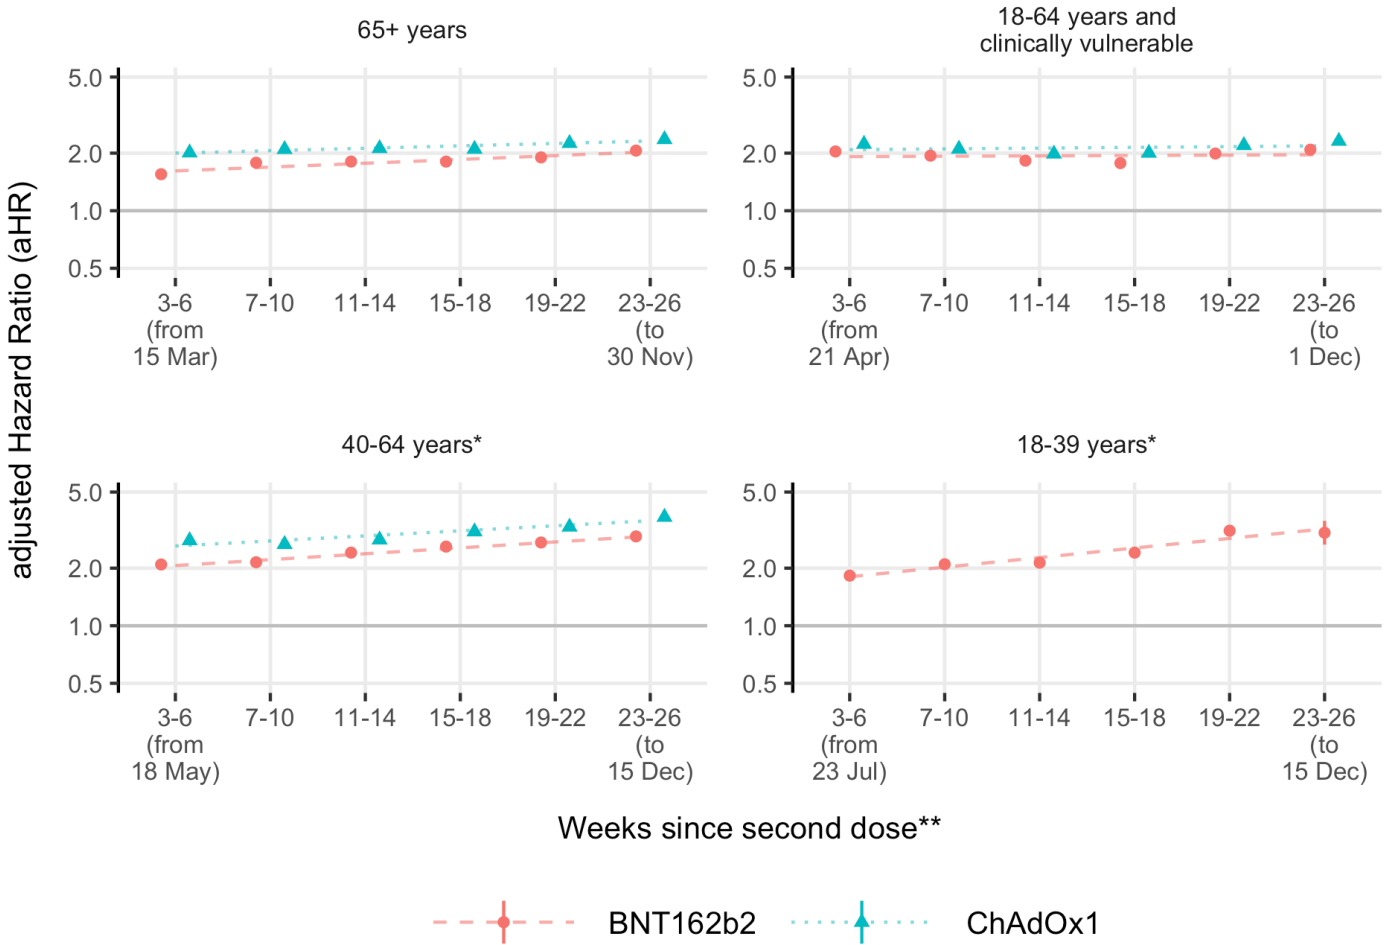 65+ years
18-64 years and
clinically vulnerable
5.0
2.0
1.0
0.5
3-6 7-10 11-14 15-18 19-22 23-26
(from (to
15 Mar) 30 Nov)
5.0
2.0
1.0
0.5
3-6 7-10 11-14 15-18 19-22 23-26
(from (to
21 Apr) 1 Dec)
adjusted Hazard Ratio (aHR)
40-64 years*
18-39 years*
5.0
2.0
1.0
0.5
3-6 7-10 11-14 15-18 19-22 23-26
(from (to
18 May) 15 Dec)
5.0
2.0
1.0
0.5
3-6 7-10 11-14 15-18 19-22 23-26
(from (to
23 Jul) 15 Dec)
Weeks since second dose**
BNT162b2 ChAdOx1